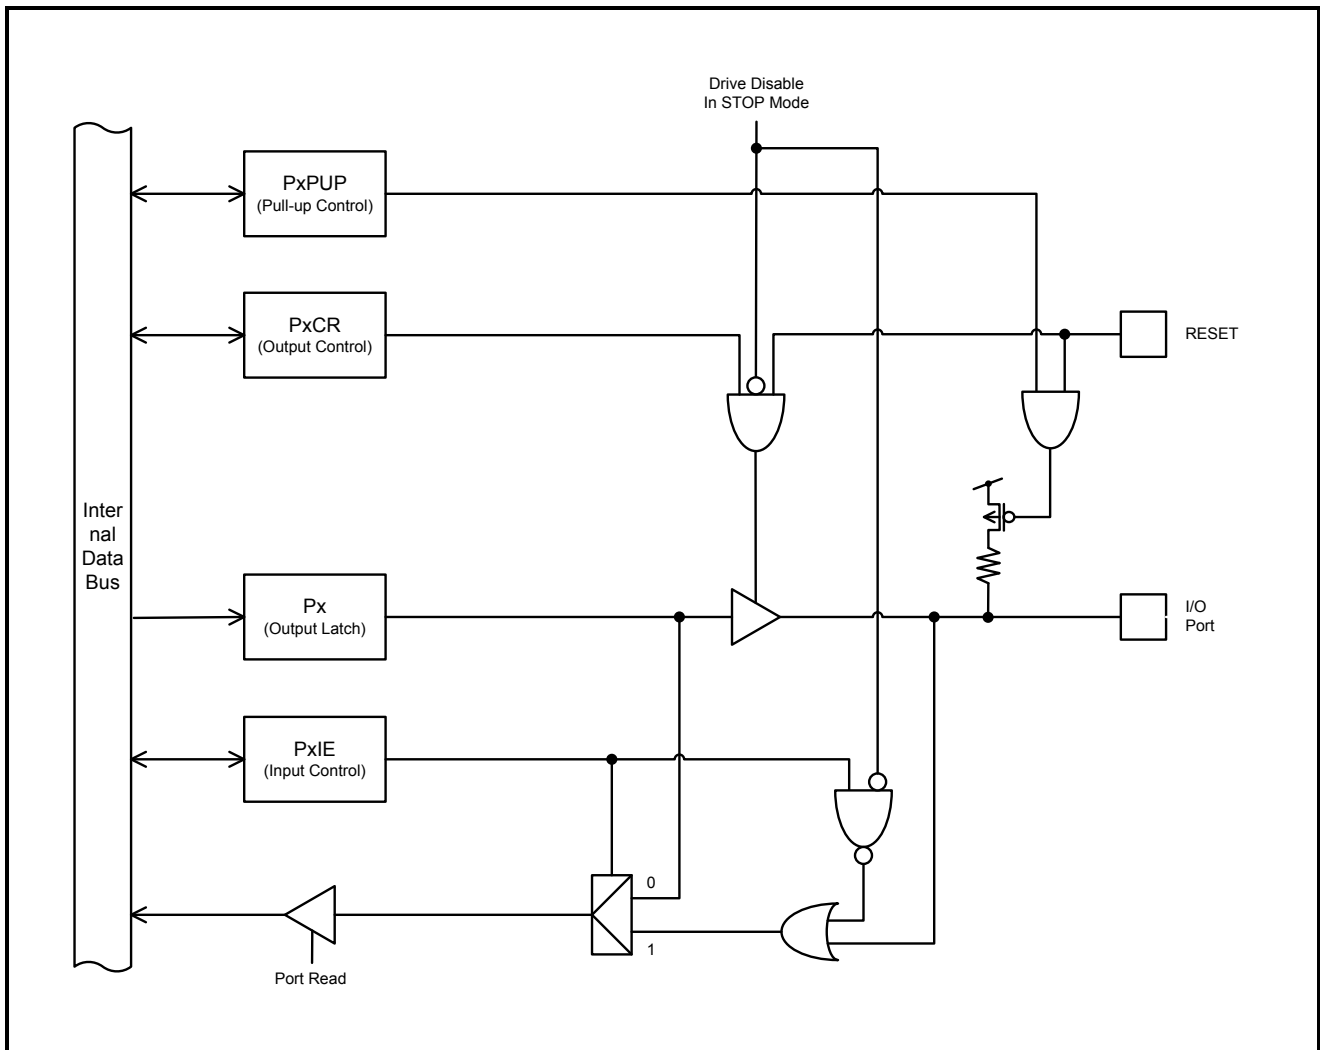 Drive Disable
In STOP Mode
PxPUP
(Pull-up Control)
PxCR
(Output Control)
RESET
Inter
nal
Data
Bus
Px
(Output Latch)
I/O
Port
PxIE
(Input Control)
0
1
Port Read